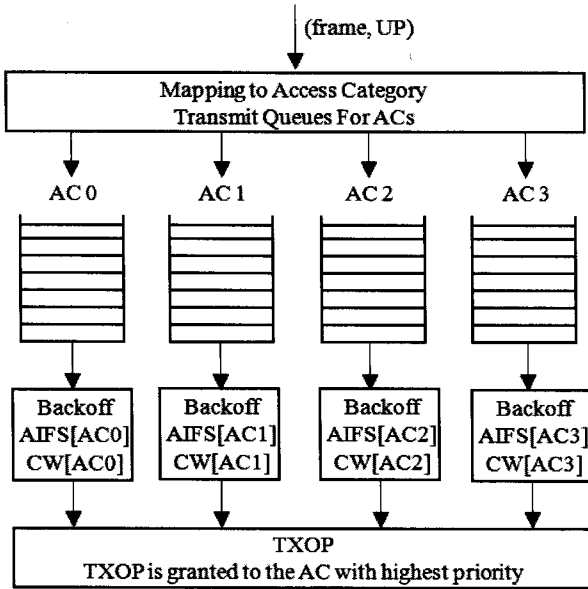 (frame, UP)
Mapping to Access Category
Transmit Queues For ACs
AC 0
AC 1
AC 2
AC 3
Backoff
AIFS[AC0]
CW[AC0]
Backoff
AIFS[AC1]
CW[AC1]
Backoff
AIFS[AC2]
CW[AC2]
Backoff
AIFS[AC3]
CW[AC3]
TXOP
TXOP is granted to the AC with highest priority